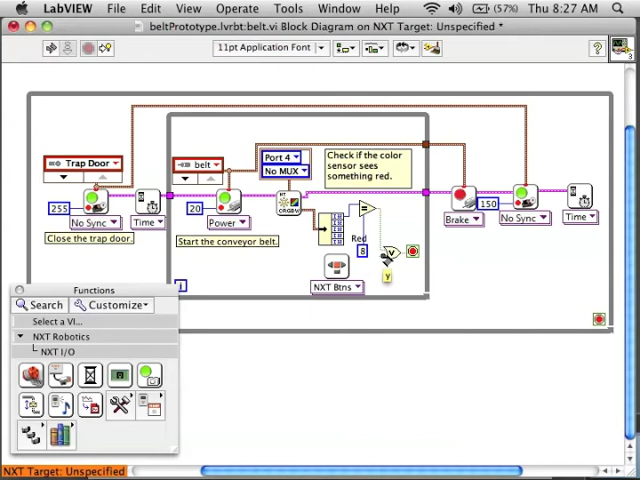 LabVIEW File Edit View Operate Tools Window Help (57%) Thu 8:27 AM
beltPrototype.lvrbt:belt.vi Block Diagram on NXT Target: Unspecified *
11pt Application Font
?
3
Trap Door
belt
Port 4
No MUX
Check if the color
sensor sees
something red.
255
No Sync
Time
20
Power
Brake
150
No Sync
Time
Close the trap door.
Start the conveyor belt.
Red
8
V
y
NXT Btns
i
Functions
Search Customize
Select a VI...
NXT Robotics
NXT I/O
NXT Target: Unspecified